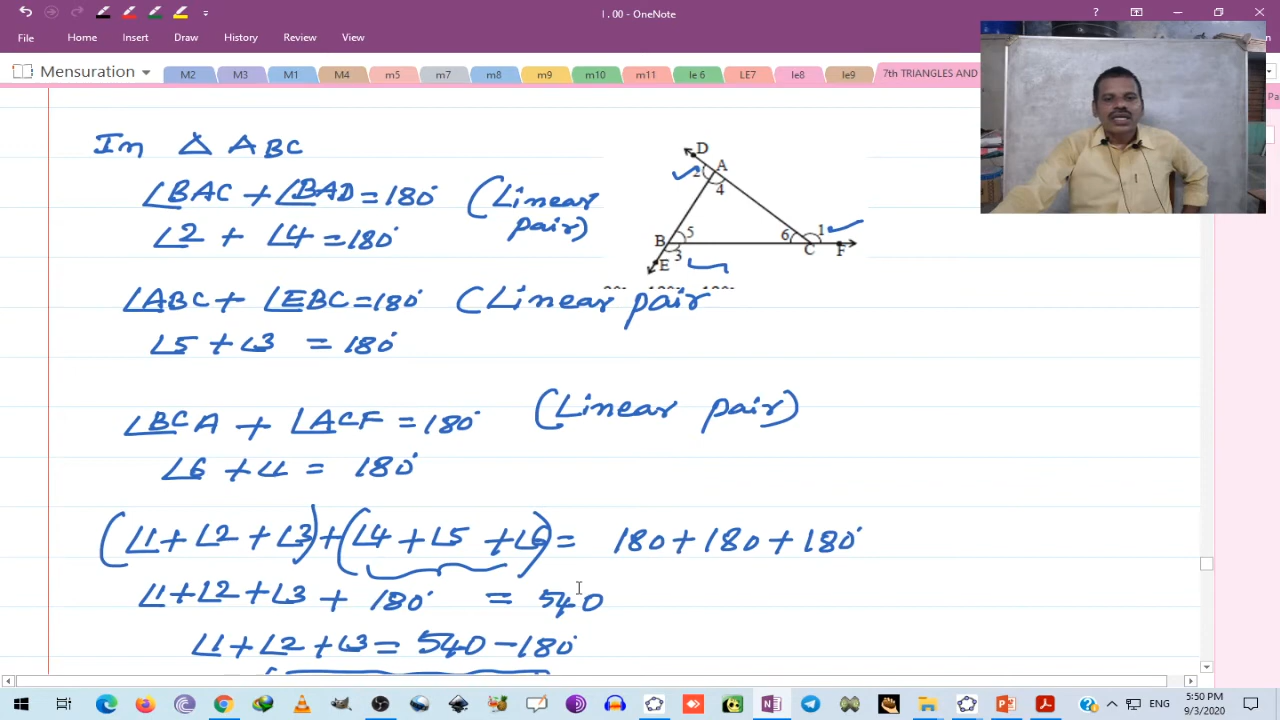 1.00 - OneNote
File Home Insert Draw History Review View
Mensuration M2 M3 M1 M4 m5 m7 m8 m9 m10 m11 le 6 LE7 le8 le9 7th TRIANGLES AND
Pa
In △ ABC
∠BAC + ∠BAD = 180° (Linear pair)
∠2 + ∠4 = 180°
D
A
2
4
B
5
6
1
C
F
3
E
∠ABC + ∠EBC = 180° (Linear pair
∠5 + ∠3 = 180°
∠BCA + ∠ACF = 180° (Linear pair)
∠6 + ∠1 = 180°
(∠1 + ∠2 + ∠3) + (∠4 + ∠5 + ∠6) = 180 + 180 + 180°
∠1 + ∠2 + ∠3 + 180° = 540
∠1 + ∠2 + ∠3 = 540 - 180°
ENG
5:50 PM
9/3/2020